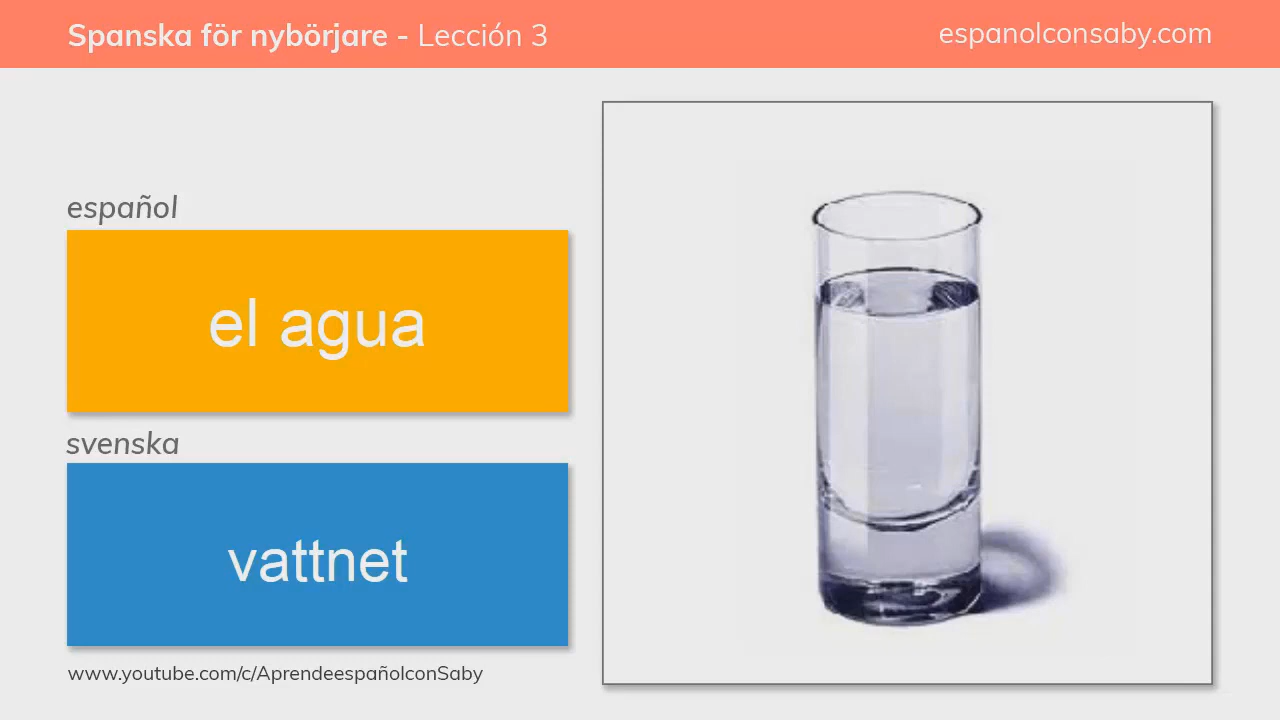 Spanska för nybörjare - Lección 3
espanolconsaby.com
español
el agua
svenska
vattnet
www.youtube.com/c/AprendeespañolconSaby